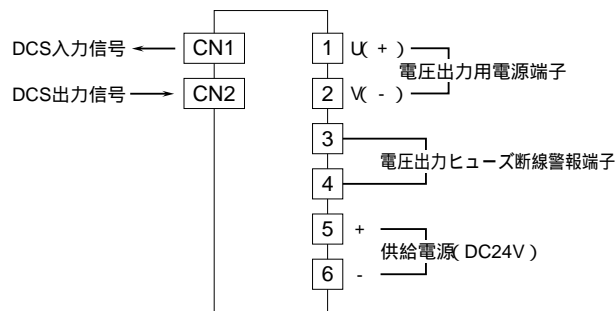 DCS入力信号 CN1 1 U( + )
電圧出力用電源端子
DCS出力信号 CN2 2 V( - )
3
電圧出力ヒューズ断線警報端子
4
5 +
供給電源( DC24V )
6 -